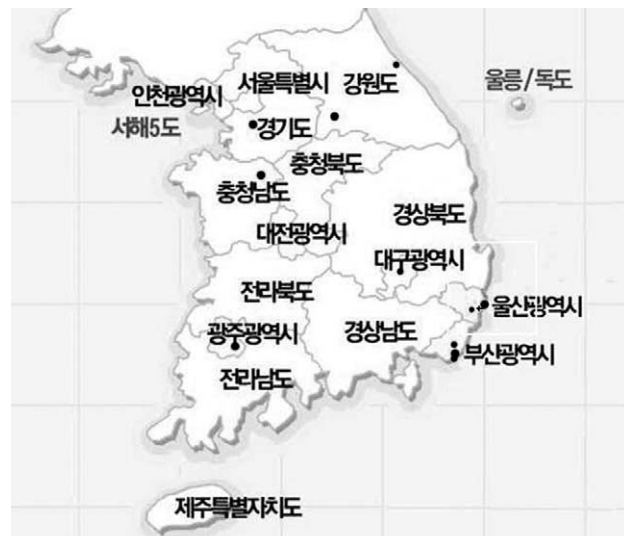 서울특별시
강원도
울릉/독도
인천광역시
서해5도
경기도
충청북도
충청남도
경상북도
대전광역시
대구광역시
전라북도
울산광역시
광주광역시
경상남도
부산광역시
전라남도
제주특별자치도